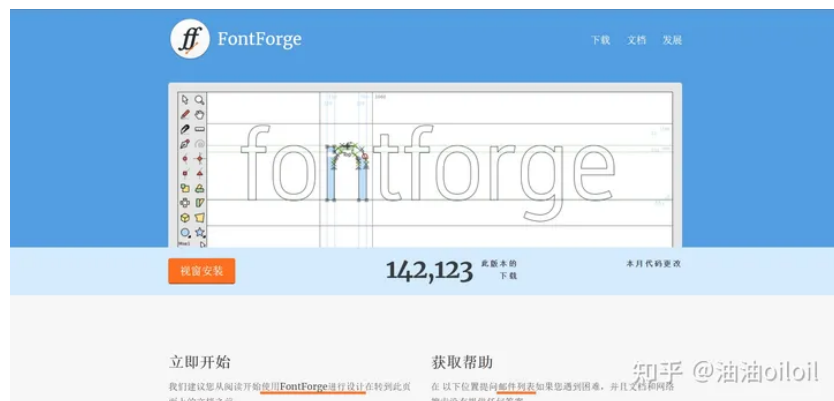 FontForge
下载 文档 发展
fontforge
视窗安装
142,123
此版本的
下载
本月代码更改
立即开始
我们建议您从阅读开始使用FontForge进行设计在转到此页
获取帮助
在 以下位置提问邮件列表如果您遇到困难，并且文档和网络
知乎 @油油oiloil